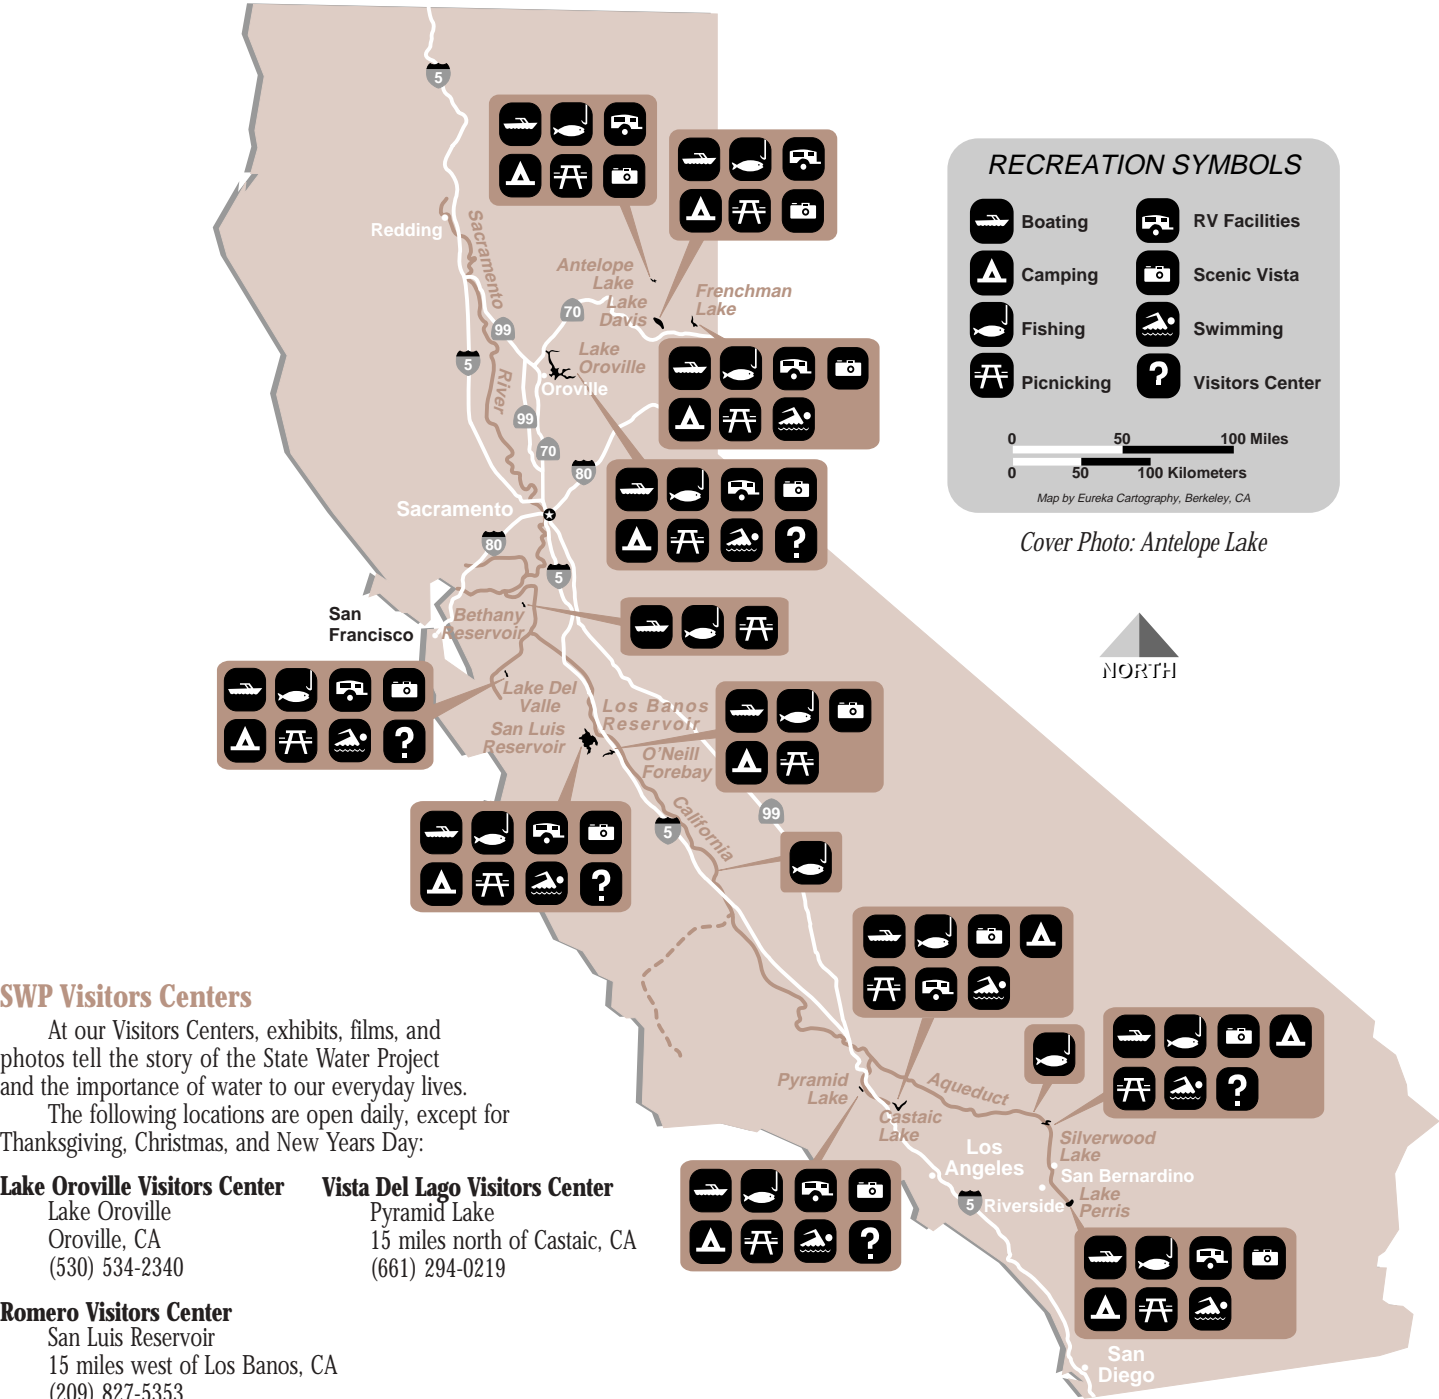 5
RECREATION SYMBOLS
Boating
RV Facilities
Camping
Scenic Vista
Fishing
Swimming
Picnicking
?
Visitors Center
0 50 100 Miles
0 50 100 Kilometers
Map by Eureka Cartography, Berkeley, CA
Cover Photo: Antelope Lake
NORTH
Redding
Sacramento
River
Antelope
Lake
Lake
Davis
Frenchman
Lake
70
99
5
Lake
Oroville
Oroville
99
70
80
Sacramento
80
5
?
San
Francisco
Bethany
Reservoir
?
Lake Del
Valle
San Luis
Reservoir
Los Banos
Reservoir
O'Neill
Forebay
California
99
5
?
Pyramid
Lake
Castaic
Lake
Aqueduct
?
Silverwood
Lake
Los
Angeles
San Bernardino
5
Riverside
Lake
Perris
?
San
Diego
SWP Visitors Centers
At our Visitors Centers, exhibits, films, and
photos tell the story of the State Water Project
and the importance of water to our everyday lives.
The following locations are open daily, except for
Thanksgiving, Christmas, and New Years Day:
Lake Oroville Visitors Center
Lake Oroville
Oroville, CA
(530) 534-2340
Vista Del Lago Visitors Center
Pyramid Lake
15 miles north of Castaic, CA
(661) 294-0219
Romero Visitors Center
San Luis Reservoir
15 miles west of Los Banos, CA
(209) 827-5353